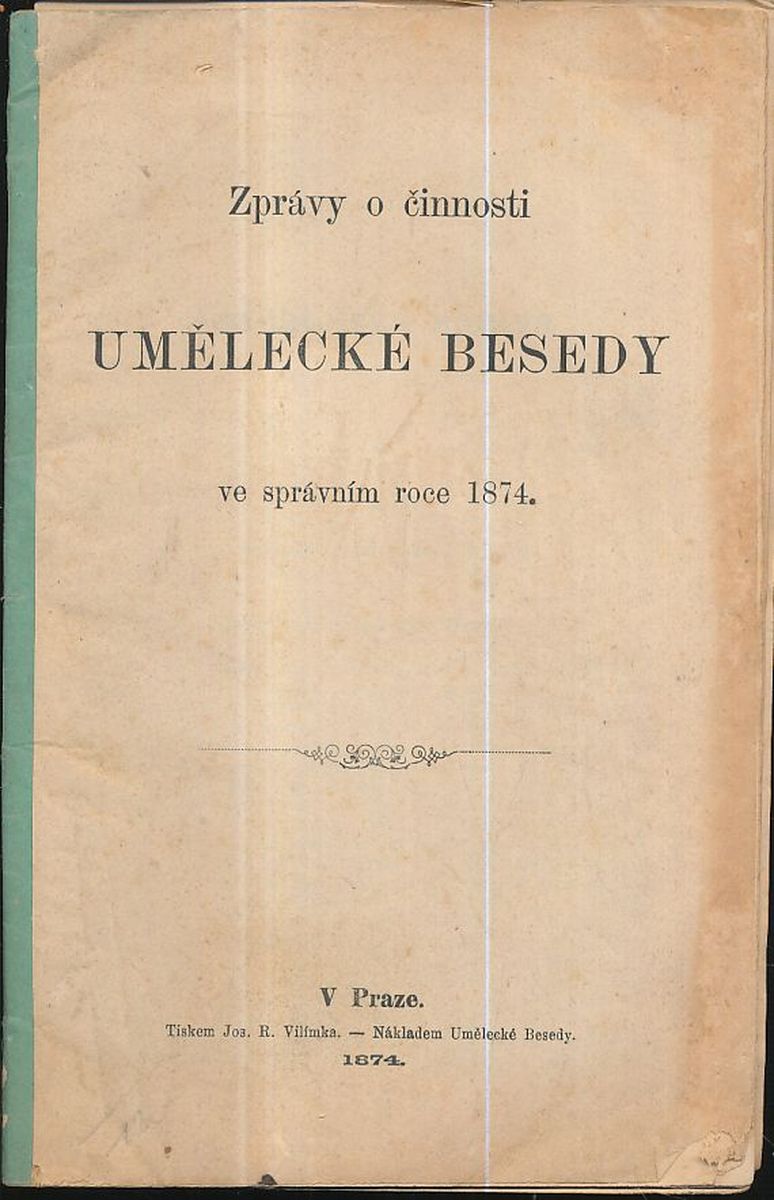 Zprávy o činnosti
UMĚLECKÉ BESEDY
ve správním roce 1874.
V Praze.
Tiskem Jos. R. Vilímka. — Nákladem Umělecké Besedy.
1874.